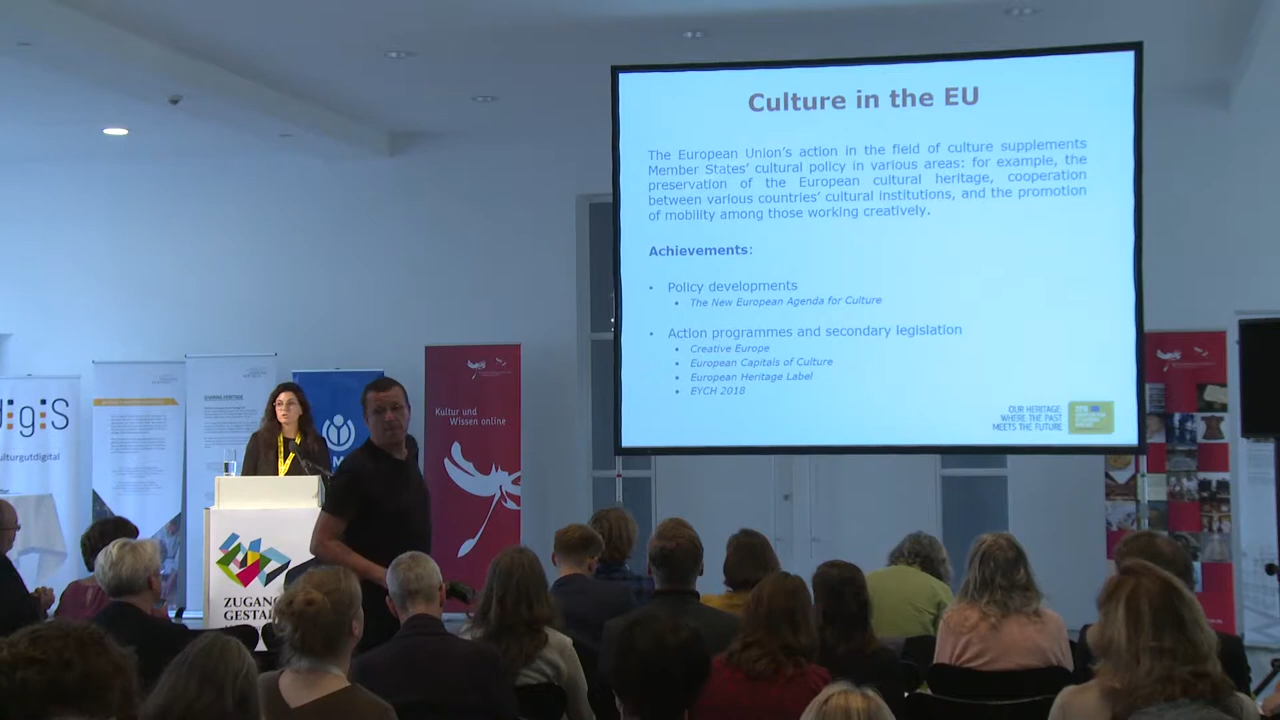 Culture in the EU
The European Union's action in the field of culture supplements
Member States' cultural policy in various areas: for example, the
preservation of the European cultural heritage, cooperation
between various countries' cultural institutions, and the promotion
of mobility among those working creatively.
Achievements:
• Policy developments
• The New European Agenda for Culture
• Action programmes and secondary legislation
• Creative Europe
• European Capitals of Culture
• European Heritage Label
• EYCH 2018
OUR HERITAGE:
WHERE THE PAST
MEETS THE FUTURE
digiS
ulturgutdigital
SHARING HERITAGE
Kultur und
Wissen online
ZUGANG
GESTAL